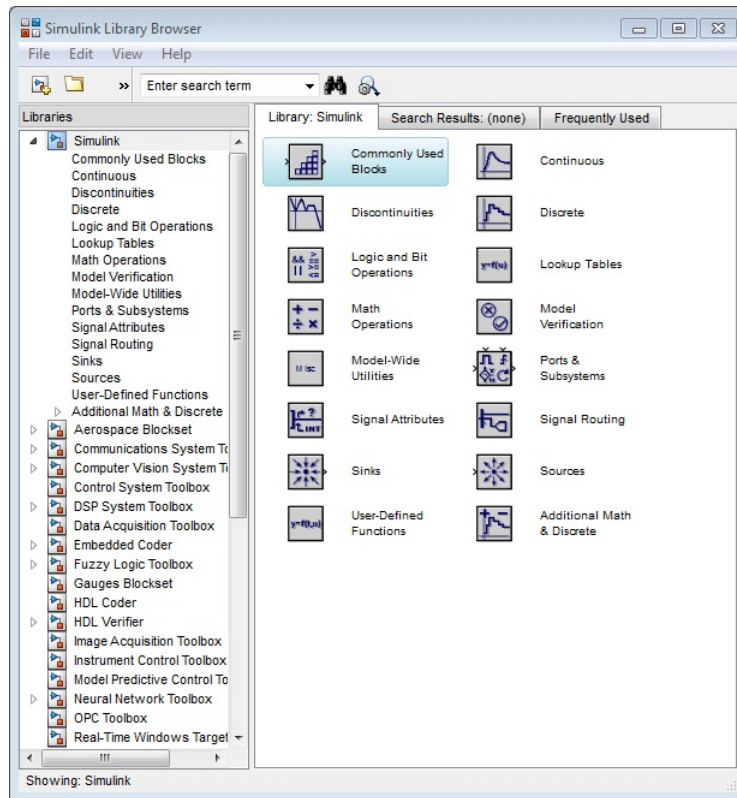 Simulink Library Browser
File Edit View Help
» Enter search term
Libraries
Library: Simulink Search Results: (none) Frequently Used
Simulink
Commonly Used Blocks
Continuous
Discontinuities
Discrete
Logic and Bit Operations
Lookup Tables
Math Operations
Model Verification
Model-Wide Utilities
Ports & Subsystems
Signal Attributes
Signal Routing
Sinks
Sources
User-Defined Functions
Additional Math & Discrete
Aerospace Blockset
Communications System To
Computer Vision System T
Control System Toolbox
DSP System Toolbox
Data Acquisition Toolbox
Embedded Coder
Fuzzy Logic Toolbox
Gauges Blockset
HDL Coder
HDL Verifier
Image Acquisition Toolbox
Instrument Control Toolbox
Model Predictive Control To
Neural Network Toolbox
OPC Toolbox
Real-Time Windows Target
Commonly Used
Blocks
Continuous
Discontinuities
Discrete
&& >
|| >=
<=
Logic and Bit
Operations
y=f(u)
Lookup Tables
+ −
÷ ×
Math
Operations
Model
Verification
Misc
Model-Wide
Utilities
Ports &
Subsystems
?
INT
Signal Attributes
Signal Routing
Sinks
Sources
y=f(t,u)
User-Defined
Functions
Additional Math
& Discrete
Showing: Simulink